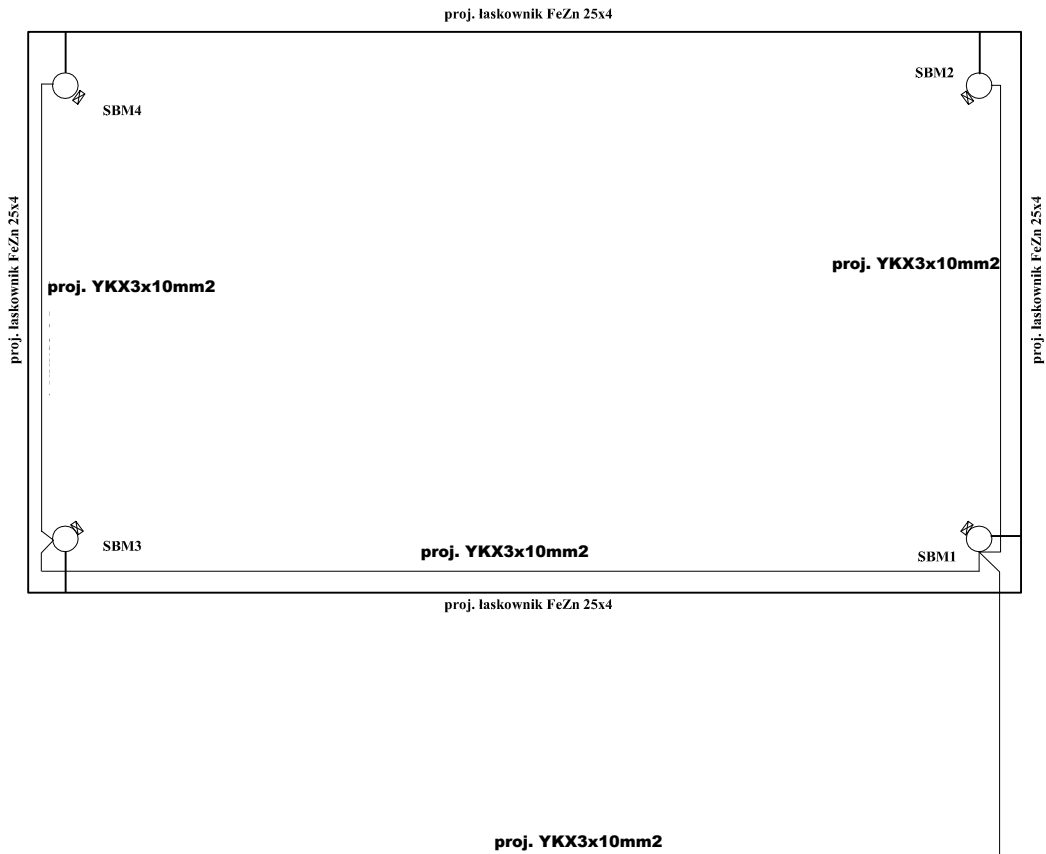 proj. łaskownik FeZn 25x4
SBM2
SBM4
proj. łaskownik FeZn 25x4
proj. łaskownik FeZn 25x4
proj. YKX3x10mm2
proj. YKX3x10mm2
SBM3
proj. YKX3x10mm2
SBM1
proj. łaskownik FeZn 25x4
proj. YKX3x10mm2